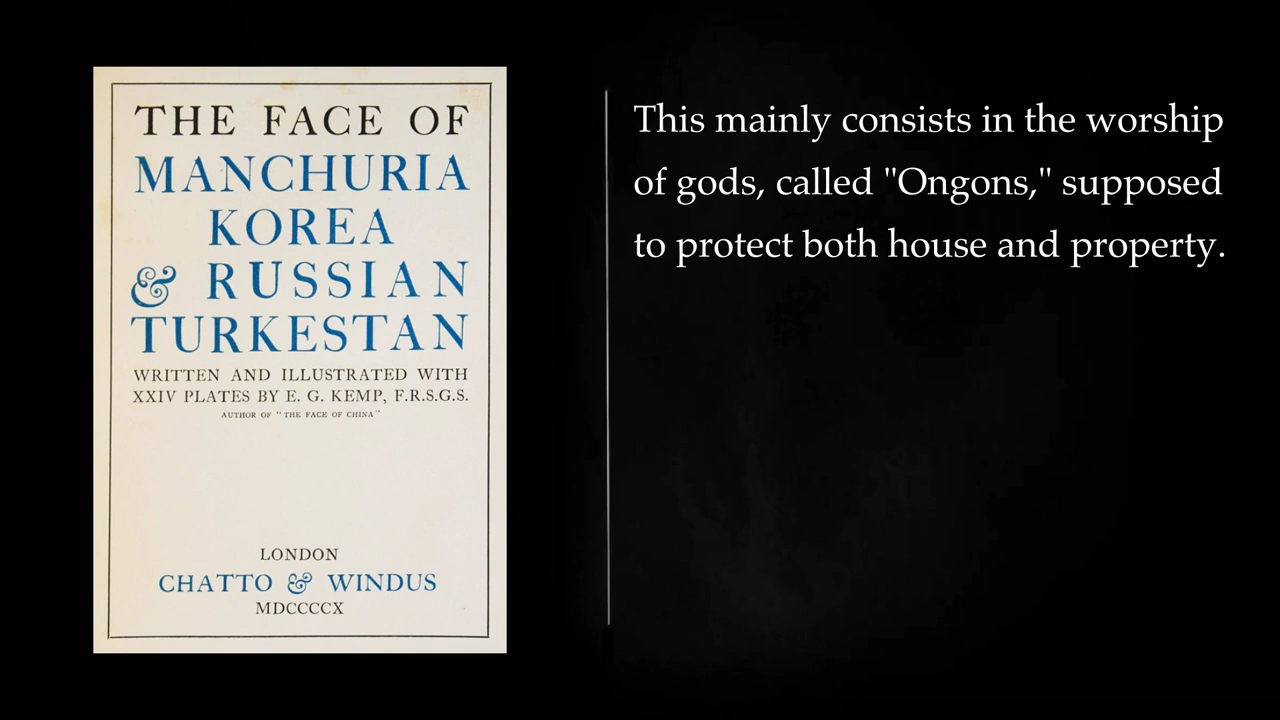 THE FACE OF
MANCHURIA
KOREA
& RUSSIAN
TURKESTAN
WRITTEN AND ILLUSTRATED WITH
XXIV PLATES BY E. G. KEMP, F.R.S.G.S.
AUTHOR OF "THE FACE OF CHINA"
LONDON
CHATTO & WINDUS
MDCCCCX
This mainly consists in the worship
of gods, called "Ongons," supposed
to protect both house and property.